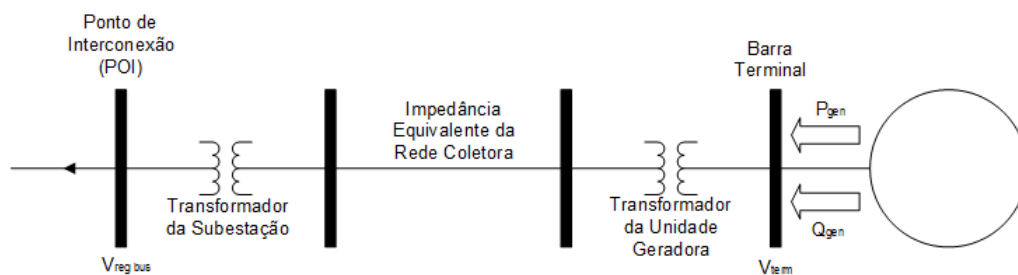 Ponto de
Interconexão
(POI)
Transformador
da Subestação
Vreg bus
Impedância
Equivalente da
Rede Coletora
Transformador
da Unidade
Geradora
Barra
Terminal
Vterm
Pgen
Qgen